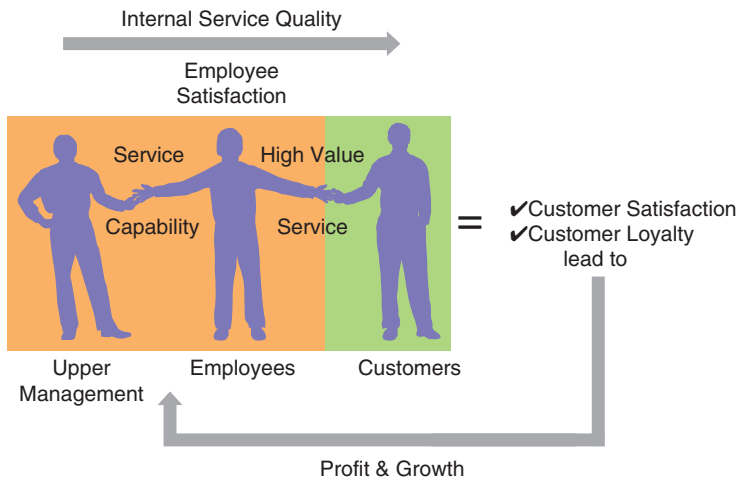 Internal Service Quality
Employee
Satisfaction
Service High Value
Capability Service
= ✔Customer Satisfaction
✔Customer Loyalty
lead to
Upper
Management
Employees
Customers
Profit & Growth